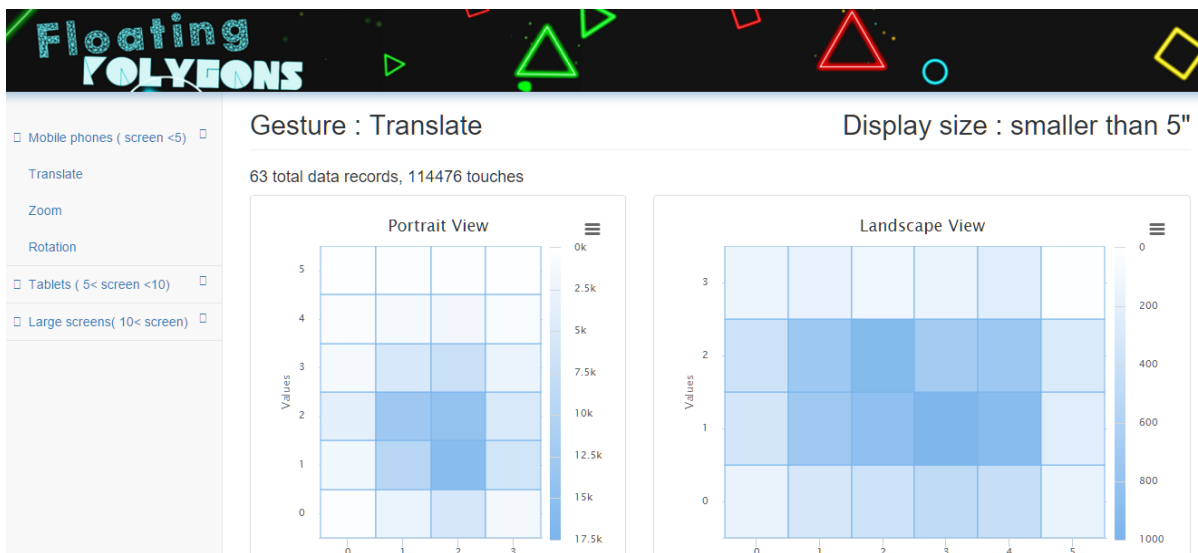 Floating
POLYGONS
Mobile phones ( screen <5)
Translate
Zoom
Rotation
Tablets ( 5< screen <10)
Large screens( 10< screen)
Gesture : Translate
Display size : smaller than 5"
63 total data records, 114476 touches
Portrait View
Values
5
4
3
2
1
0
0
1
2
3
0k
2.5k
5k
7.5k
10k
12.5k
15k
17.5k
Landscape View
Values
3
2
1
0
0
1
2
3
4
5
0
200
400
600
800
1000